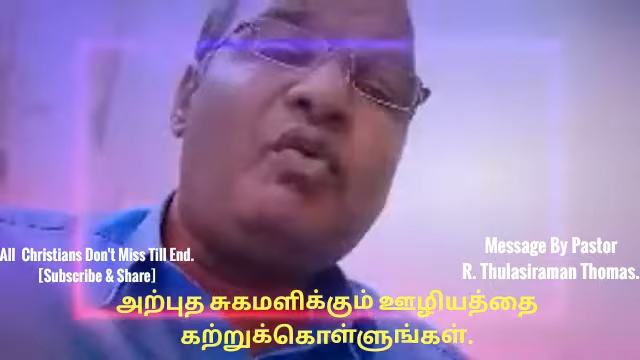 All Christians Don't Miss Till End.
[Subscribe & Share]
Message By Pastor
R. Thulasiraman Thomas.
அற்புத சுகமளிக்கும் ஊழியத்தை
கற்றுக்கொள்ளுங்கள்.